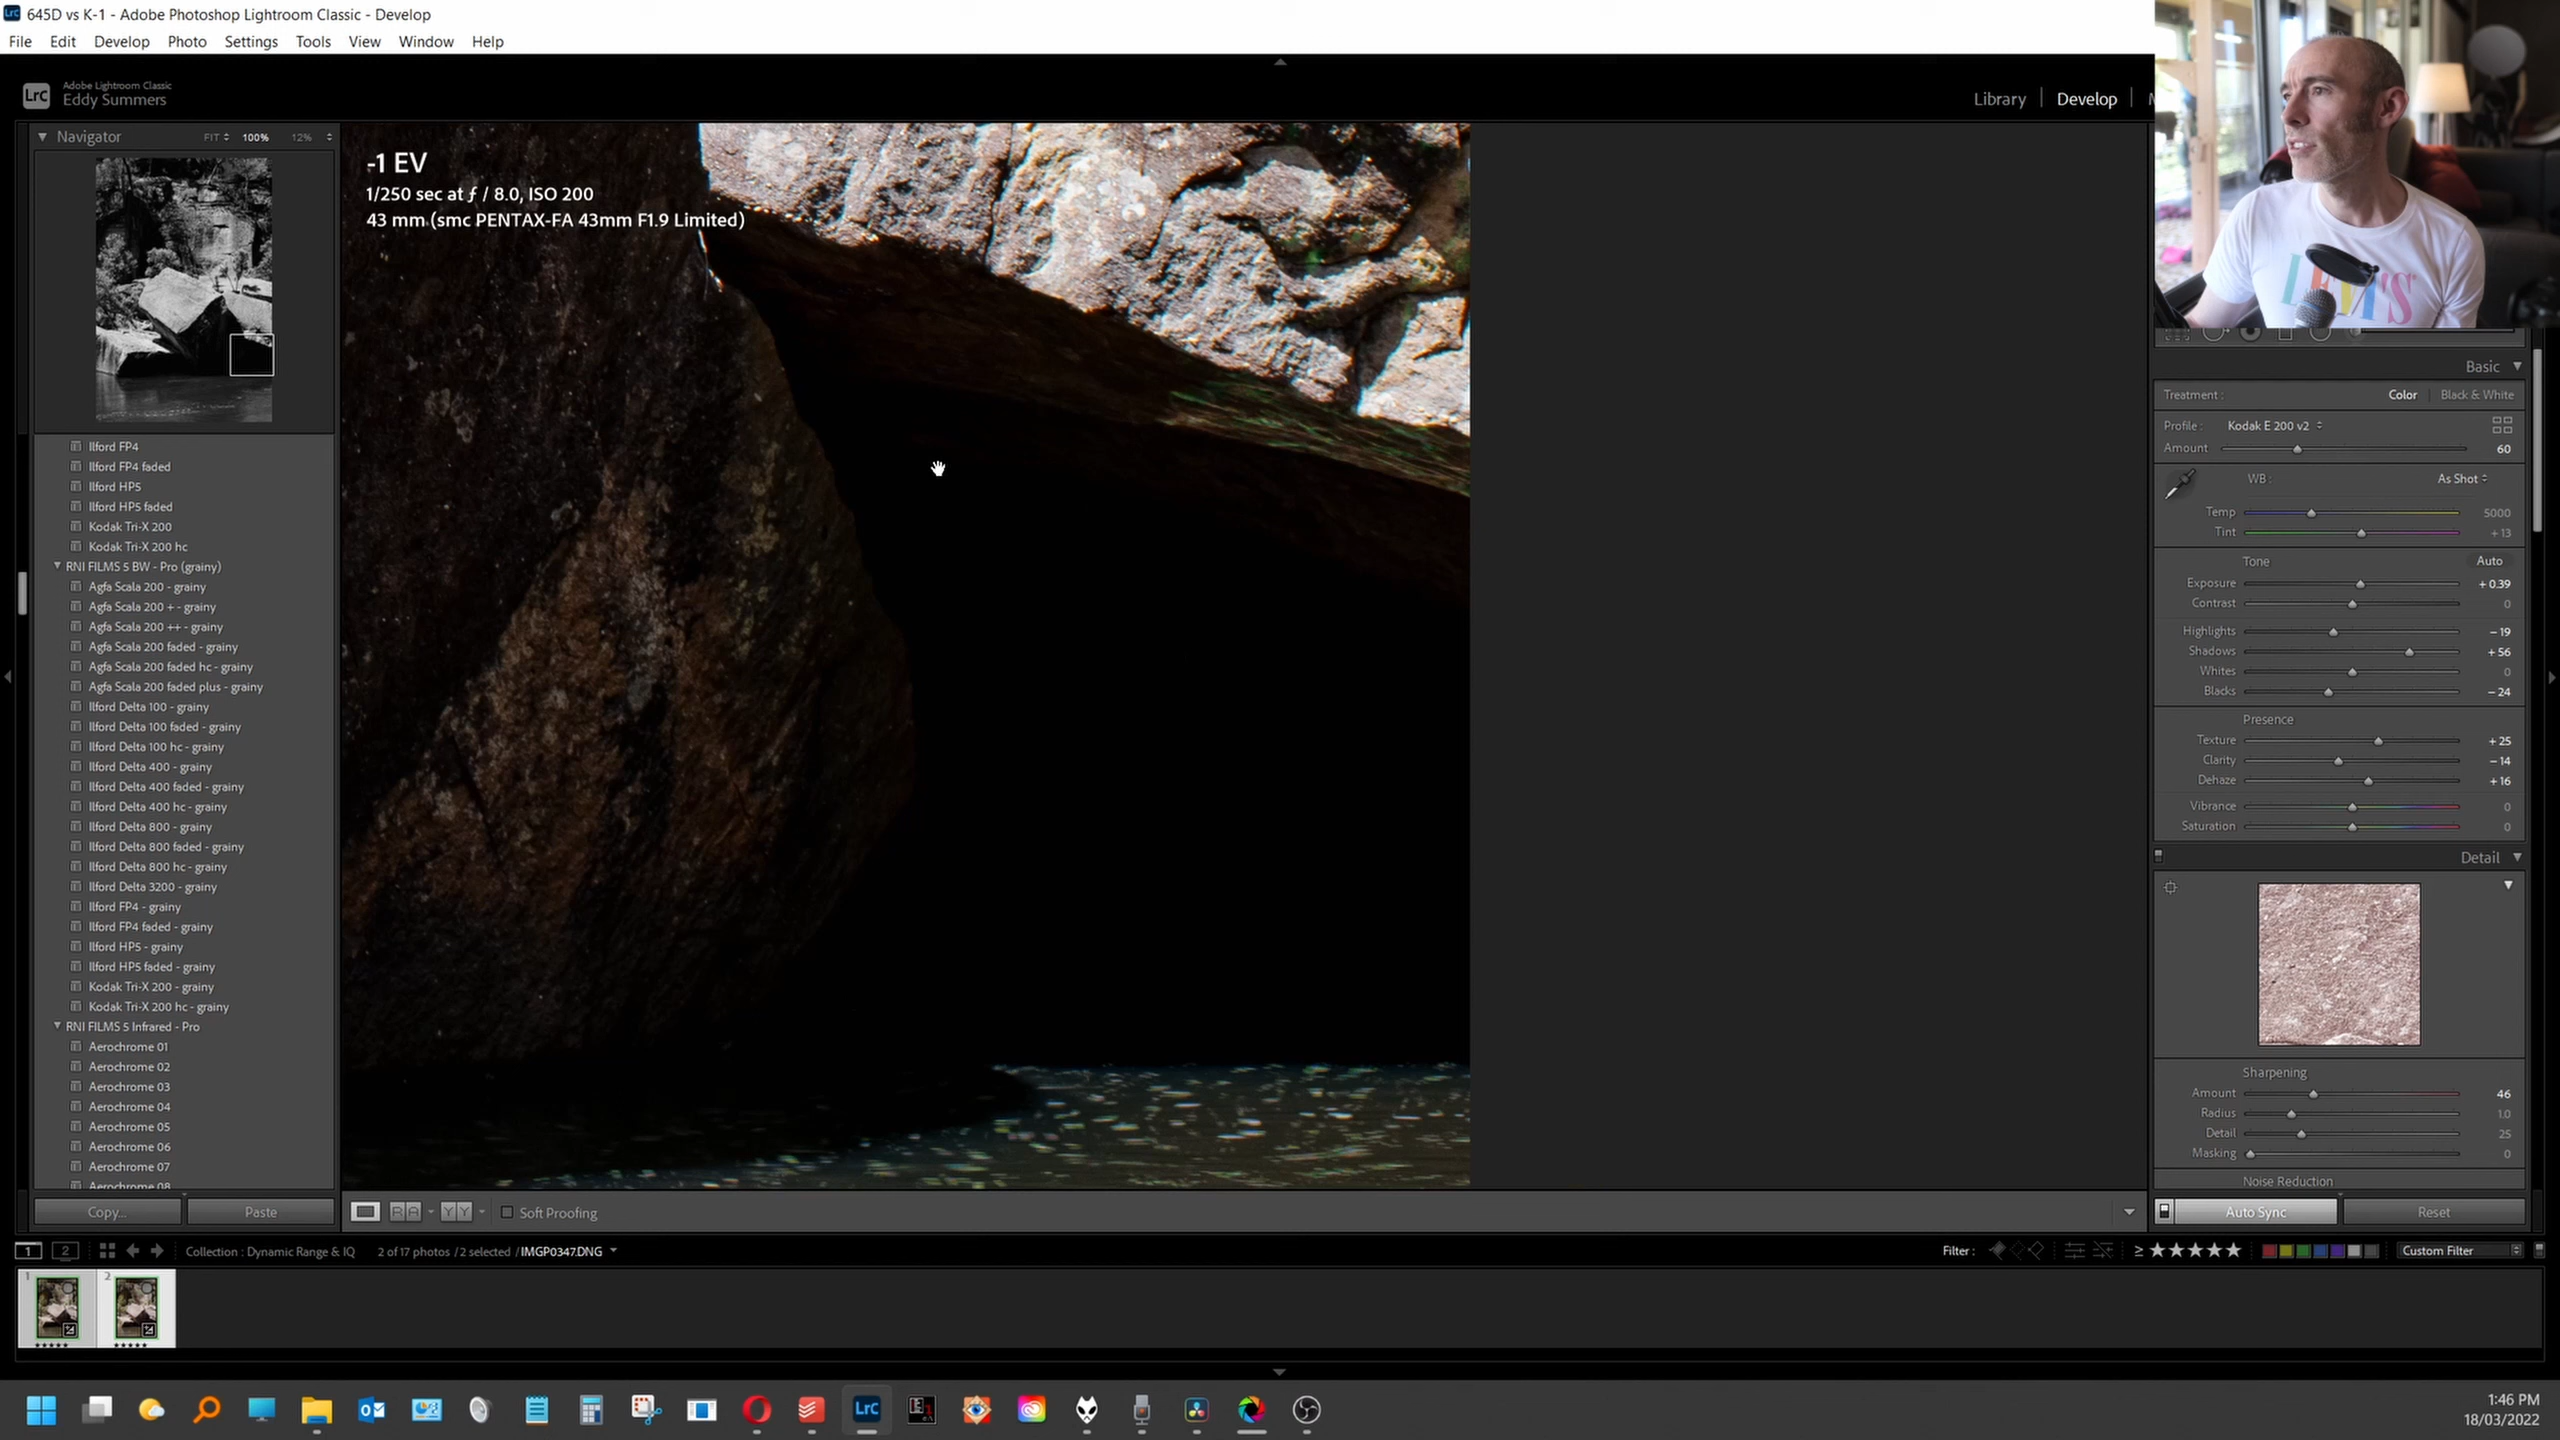 645D vs K-1 - Adobe Photoshop Lightroom Classic - Develop
File Edit Develop Photo Settings Tools View Window Help
LrC
Adobe Lightroom Classic
Eddy Summers
Library | Develop |
Navigator FIT 100% 12%
-1 EV
1/250 sec at ƒ / 8.0, ISO 200
43 mm (smc PENTAX-FA 43mm F1.9 Limited)
LEVI'S
Ilford FP4
Ilford FP4 faded
Ilford HP5
Ilford HP5 faded
Kodak Tri-X 200
Kodak Tri-X 200 hc
RNI FILMS 5 BW - Pro (grainy)
Agfa Scala 200 - grainy
Agfa Scala 200 + - grainy
Agfa Scala 200 ++ - grainy
Agfa Scala 200 faded - grainy
Agfa Scala 200 faded hc - grainy
Agfa Scala 200 faded plus - grainy
Ilford Delta 100 - grainy
Ilford Delta 100 faded - grainy
Ilford Delta 100 hc - grainy
Ilford Delta 400 - grainy
Ilford Delta 400 faded - grainy
Ilford Delta 400 hc - grainy
Ilford Delta 800 - grainy
Ilford Delta 800 faded - grainy
Ilford Delta 800 hc - grainy
Ilford Delta 3200 - grainy
Ilford FP4 - grainy
Ilford FP4 faded - grainy
Ilford HP5 - grainy
Ilford HP5 faded - grainy
Kodak Tri-X 200 - grainy
Kodak Tri-X 200 hc - grainy
RNI FILMS 5 Infrared - Pro
Aerochrome 01
Aerochrome 02
Aerochrome 03
Aerochrome 04
Aerochrome 05
Aerochrome 06
Aerochrome 07
Aerochrome 08
Copy... Paste
Basic
Treatment : Color | Black & White
Profile : Kodak E 200 v2
Amount 60
WB : As Shot
Temp 5000
Tint + 13
Tone Auto
Exposure + 0.39
Contrast 0
Highlights – 19
Shadows + 56
Whites 0
Blacks – 24
Presence
Texture + 25
Clarity – 14
Dehaze + 16
Vibrance 0
Saturation 0
Detail
Sharpening
Amount 46
Radius 1.0
Detail 25
Masking 0
Noise Reduction
Auto Sync Reset
R A Y Y Soft Proofing
1 2 Collection : Dynamic Range & IQ 2 of 17 photos / 2 selected / IMGP0347.DNG
Filter : ≥ ★★★★★ Custom Filter
1 2
LrC
1:46 PM
18/03/2022